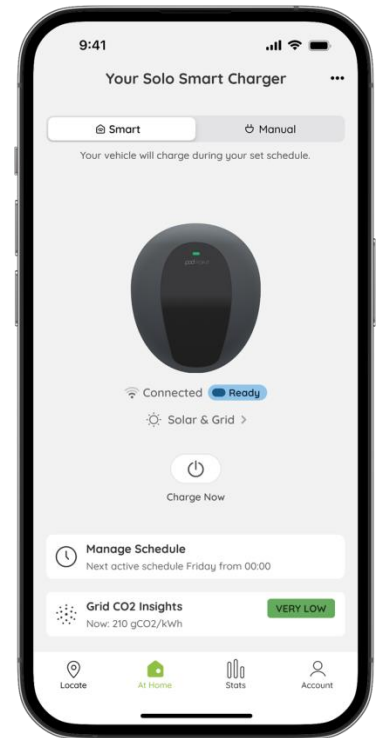 9:41
Your Solo Smart Charger
Smart
Manual
Your vehicle will charge during your set schedule.
Connected
Ready
Solar & Grid >
Charge Now
Manage Schedule
Next active schedule Friday from 00:00
Grid CO2 Insights
VERY LOW
Now: 210 gCO2/kWh
Locate
At Home
Stats
Account